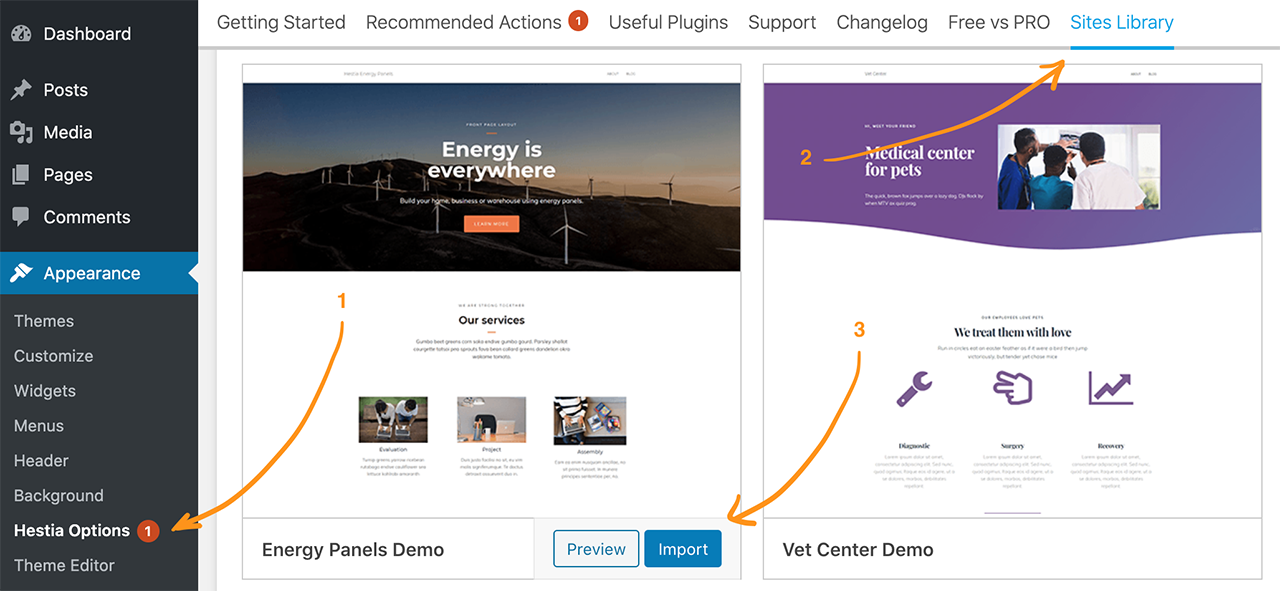 Dashboard
Posts
Media
Pages
Comments
Appearance
Themes
Customize
Widgets
Menus
Header
Background
Hestia Options 1
Theme Editor
Getting Started Recommended Actions 1 Useful Plugins Support Changelog Free vs PRO Sites Library
Hestia Energy Panels ABOUT BLOG
FRONT PAGE LAYOUT
Energy is
everywhere
Build your home, business or warehouse using energy panels.
LEARN MORE
1
WE ARE STRONG TOGETHER
Our services
Gumbo beet greens corn soko endive gumbo gourd. Parsley shallot
courgette tatsoi pea sprouts fava bean collard greens dandelion okra
wakame tomato.
Evaluation
Project
Assembly
Energy Panels Demo
Preview
Import
Vet Center ABOUT BLOG
HI, MEET YOUR FRIEND
2
Medical center
for pets
The quick, brown fox jumps over a lazy dog. DJs flock by
when MTV ax quiz prog.
3
OUR EMPLOYEES LOVE PETS
We treat them with love
Run in circles eat an easier feather as if it were a bird then jump
victoriously, but tender yet chase mice
Diagnostic
Surgery
Recovery
Vet Center Demo